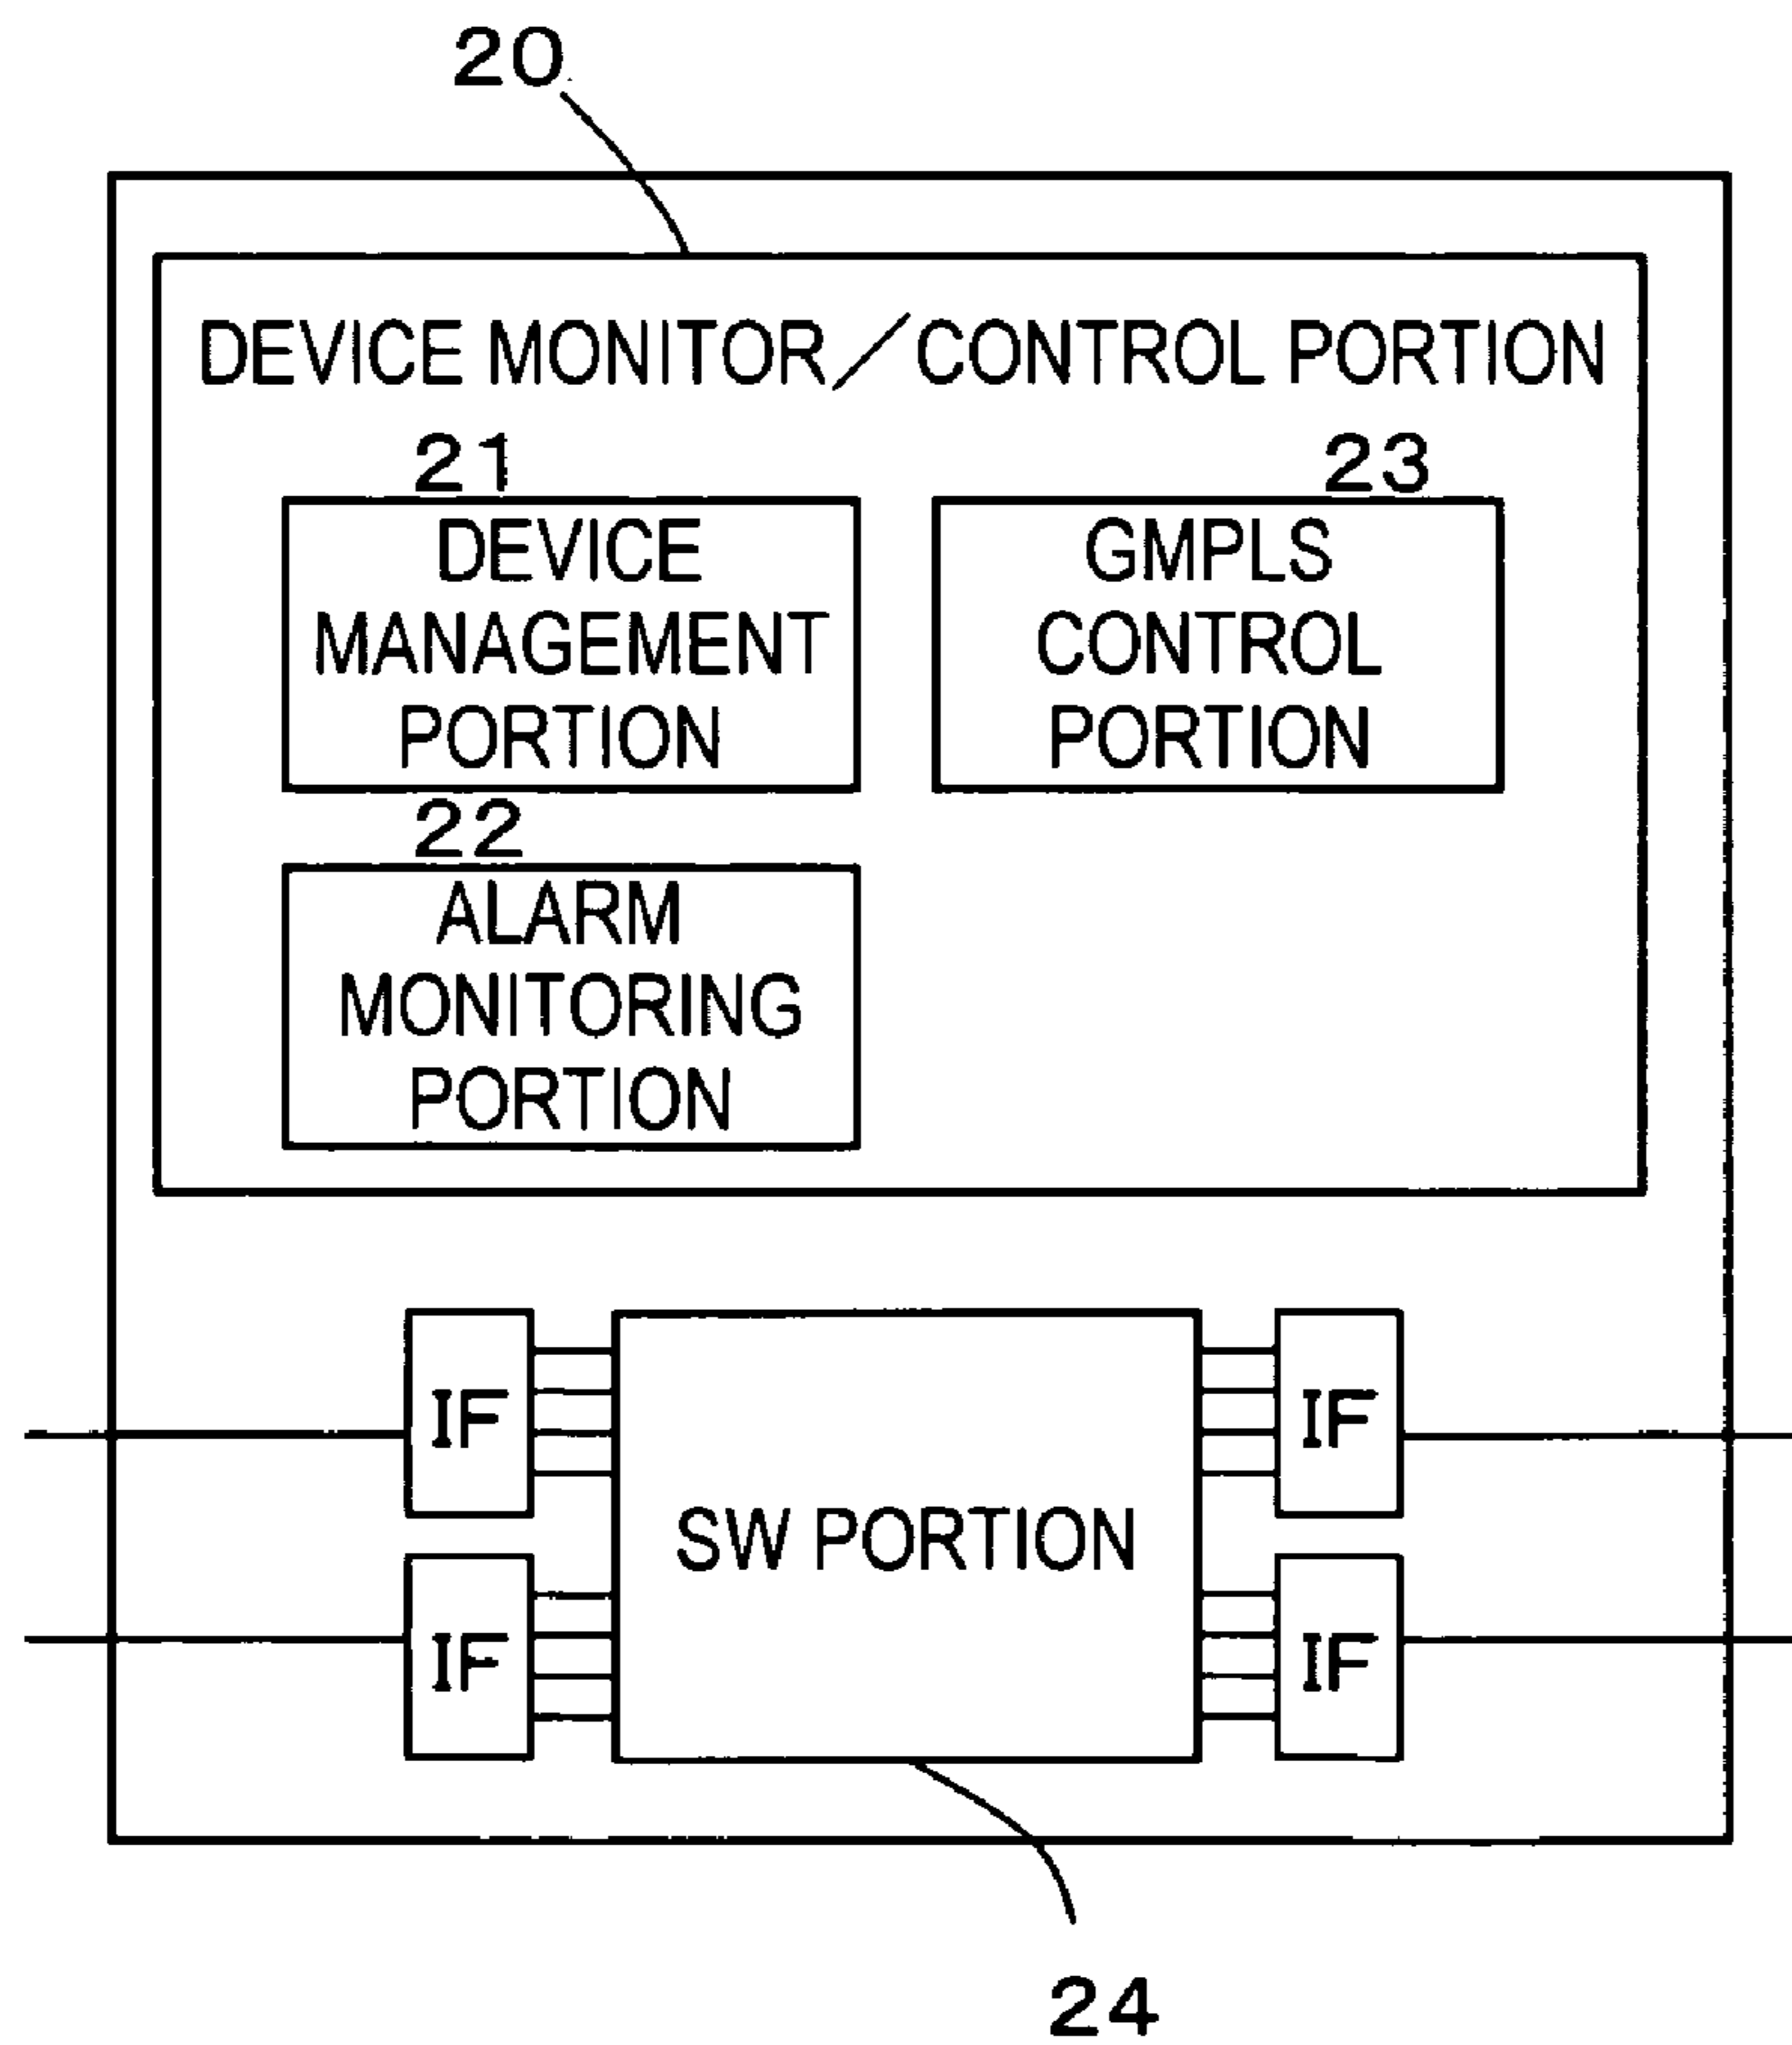 20
DEVICE MONITOR／CONTROL PORTION
21
DEVICE
MANAGEMENT
PORTION
23
GMPLS
CONTROL
PORTION
22
ALARM
MONITORING
PORTION
IF
IF
SW PORTION
IF
IF
24